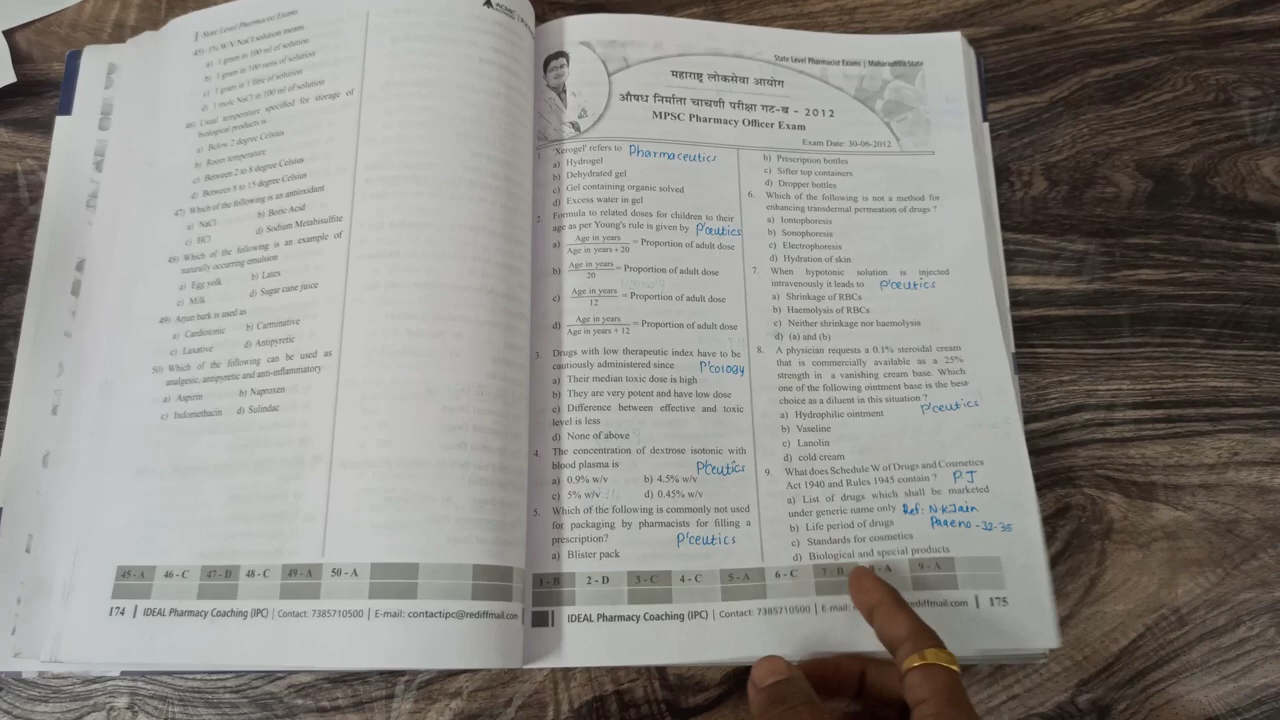 State Level Pharmacist Exams
45) 1% W/V NaCl solution means
a) 1 gram in 100 ml of solution
b) 1 gram in 100 gms of solution
c) 1 gram in 1 litre of solution
d) 1 mole NaCl in 100 ml of solution
46) Usual temperature specified for storage of
biological products is
a) Below 2 degree Celsius
b) Room temperature
c) Between 2 to 8 degree Celsius
d) Between 8 to 15 degree Celsius
47) Which of the following is an antioxidant
a) NaCl b) Boric Acid
c) HCl d) Sodium Metabisulfite
48) Which of the following is an example of
naturally occurring emulsion
a) Egg yolk b) Latex
c) Milk d) Sugar cane juice
49) Arjun bark is used as
a) Cardiotonic b) Carminative
c) Laxative d) Antipyretic
50) Which of the following can be used as
analgesic, antipyretic and anti-inflammatory
a) Aspirin b) Naproxen
c) Indomethacin d) Sulindac
45 - A 46 - C 47 - D 48 - C 49 - A 50 - A
174 | IDEAL Pharmacy Coaching (IPC) | Contact: 7385710500 | E-mail: contactipc@rediffmail.com
State Level Pharmacist Exams | Maharashtra State
महाराष्ट्र लोकसेवा आयोग
औषध निर्माता चाचणी परीक्षा गट-ब - 2012
MPSC Pharmacy Officer Exam
Exam Date: 30-06-2012
1. 'Xerogel' refers to Pharmaceutics
a) Hydrogel
b) Dehydrated gel
c) Gel containing organic solved
d) Excess water in gel
2. Formula to related doses for children to their
age as per Young's rule is given by P'ceutics
a) Age in years / Age in years + 20 = Proportion of adult dose
b) Age in years / 20 = Proportion of adult dose
c) Age in years / 12 = Proportion of adult dose
d) Age in years / Age in years + 12 = Proportion of adult dose
3. Drugs with low therapeutic index have to be
cautiously administered since P'cology
a) Their median toxic dose is high
b) They are very potent and have low dose
c) Difference between effective and toxic
level is less
d) None of above
4. The concentration of dextrose isotonic with
blood plasma is P'ceutics
a) 0.9% w/v b) 4.5% w/v
c) 5% w/v d) 0.45% w/v
5. Which of the following is commonly not used
for packaging by pharmacists for filling a
prescription? P'ceutics
a) Blister pack
b) Prescription bottles
c) Sifter top containers
d) Dropper bottles
6. Which of the following is not a method for
enhancing transdermal permeation of drugs ?
a) Iontophoresis
b) Sonophoresis
c) Electrophoresis
d) Hydration of skin
7. When hypotonic solution is injected
intravenously it leads to P'ceutics
a) Shrinkage of RBCs
b) Haemolysis of RBCs
c) Neither shrinkage nor haemolysis
d) (a) and (b)
8. A physician requests a 0.1% steroidal cream
that is commercially available as a 25%
strength in a vanishing cream base. Which
one of the following ointment base is the best
choice as a diluent in this situation ?
a) Hydrophilic ointment P'ceutics
b) Vaseline
c) Lanolin
d) cold cream
9. What does Schedule W of Drugs and Cosmetics
Act 1940 and Rules 1945 contain ? P.J
a) List of drugs which shall be marketed
under generic name only Ref: N.K.Jain
b) Life period of drugs Page no - 32-35
c) Standards for cosmetics
d) Biological and special products
1 - B 2 - D 3 - C 4 - C 5 - A 6 - C 7 - B - A 9 - A
IDEAL Pharmacy Coaching (IPC) | Contact: 7385710500 | E-mail: rediffmail.com | 175